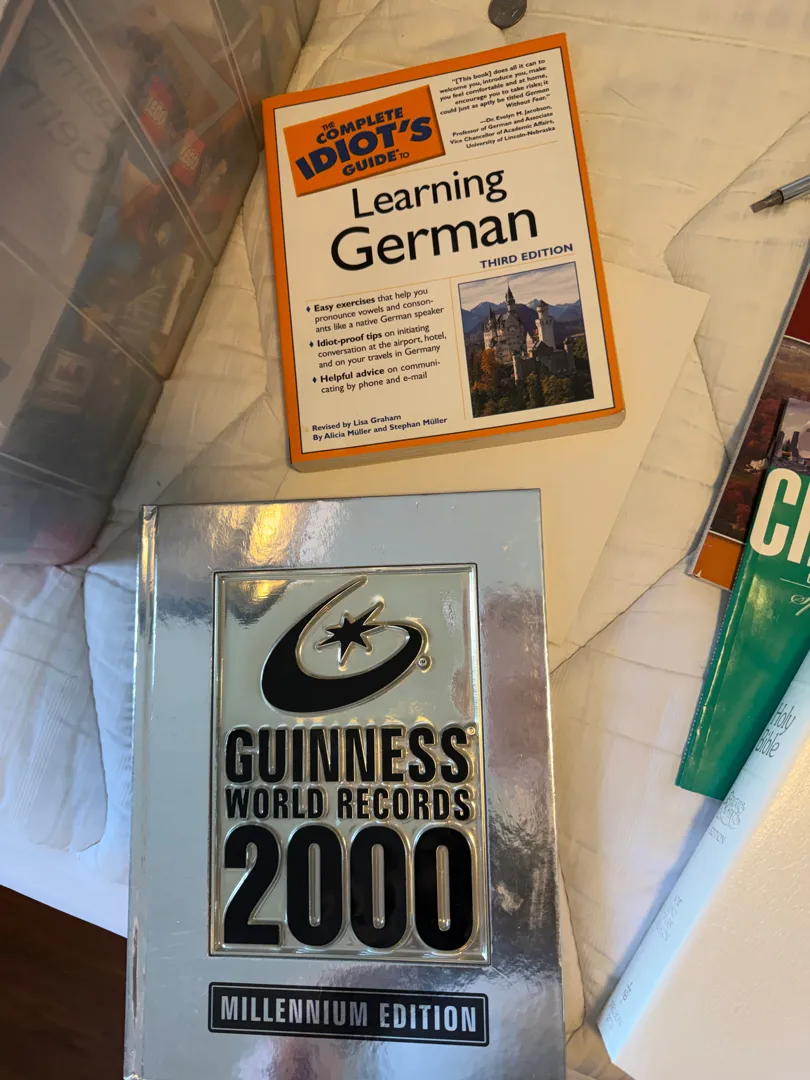 LEGO
LEGO
THE
COMPLETE
IDIOT'S
GUIDE® TO
"[This book] does all it can to
welcome you, introduce you, make
you feel comfortable and at home,
encourage you to take risks; it
could just as aptly be titled German
Without Fear."
—Dr. Evelyn M. Jacobson,
Professor of German and Associate
Vice Chancellor of Academic Affairs,
University of Lincoln-Nebraska
Learning
German
THIRD EDITION
♦ Easy exercises that help you
pronounce vowels and conson-
ants like a native German speaker
♦ Idiot-proof tips on initiating
conversation at the airport, hotel,
and on your travels in Germany
♦ Helpful advice on communi-
cating by phone and e-mail
Revised by Lisa Graham
By Alicia Müller and Stephan Müller
GUINNESS®
WORLD RECORDS
2000
MILLENNIUM EDITION
Holy
Bible